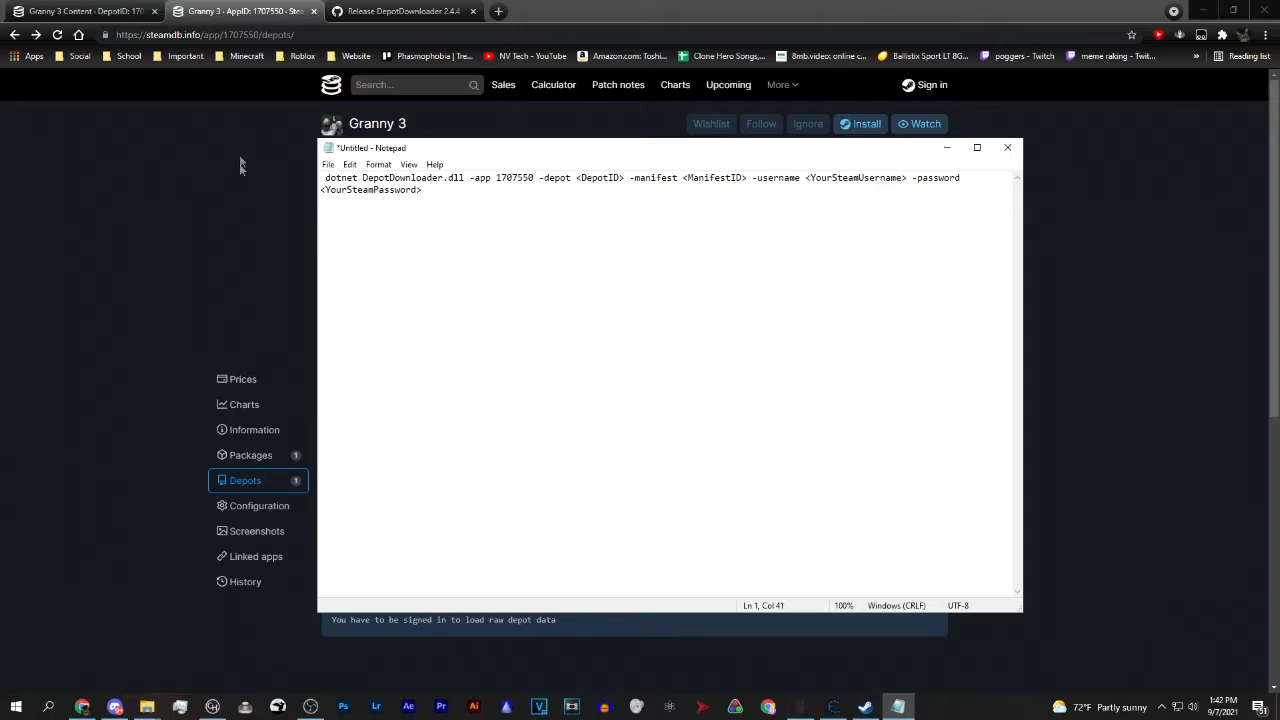 Granny 3 Content - DepotID: 170
Granny 3 - AppID: 1707550 - Stea
Release DepotDownloader 2.4.4
https://steamdb.info/app/1707550/depots/
Apps
Social
School
Important
Minecraft
Roblox
Website
Phasmophobia | Tre...
NV Tech - YouTube
Amazon.com: Toshi...
Clone Hero Songs,...
8mb.video: online c...
Ballistix Sport LT 8G...
poggers - Twitch
meme raking - Twit...
»
Reading list
Search...
Sales
Calculator
Patch notes
Charts
Upcoming
More
Sign in
Granny 3
Wishlist
Follow
Ignore
Install
Watch
*Untitled - Notepad
File
Edit
Format
View
Help
dotnet DepotDownloader.dll -app 1707550 -depot <DepotID> -manifest <ManifestID> -username <YourSteamUsername> -password
<YourSteamPassword>
Prices
Charts
Information
Packages 1
Depots 1
Configuration
Screenshots
Linked apps
History
Ln 1, Col 41
100%
Windows (CRLF)
UTF-8
You have to be signed in to load raw depot data
Ps
Lr
Ae
Pr
Ai
V
72°F Partly sunny
1:42 PM
9/7/2021